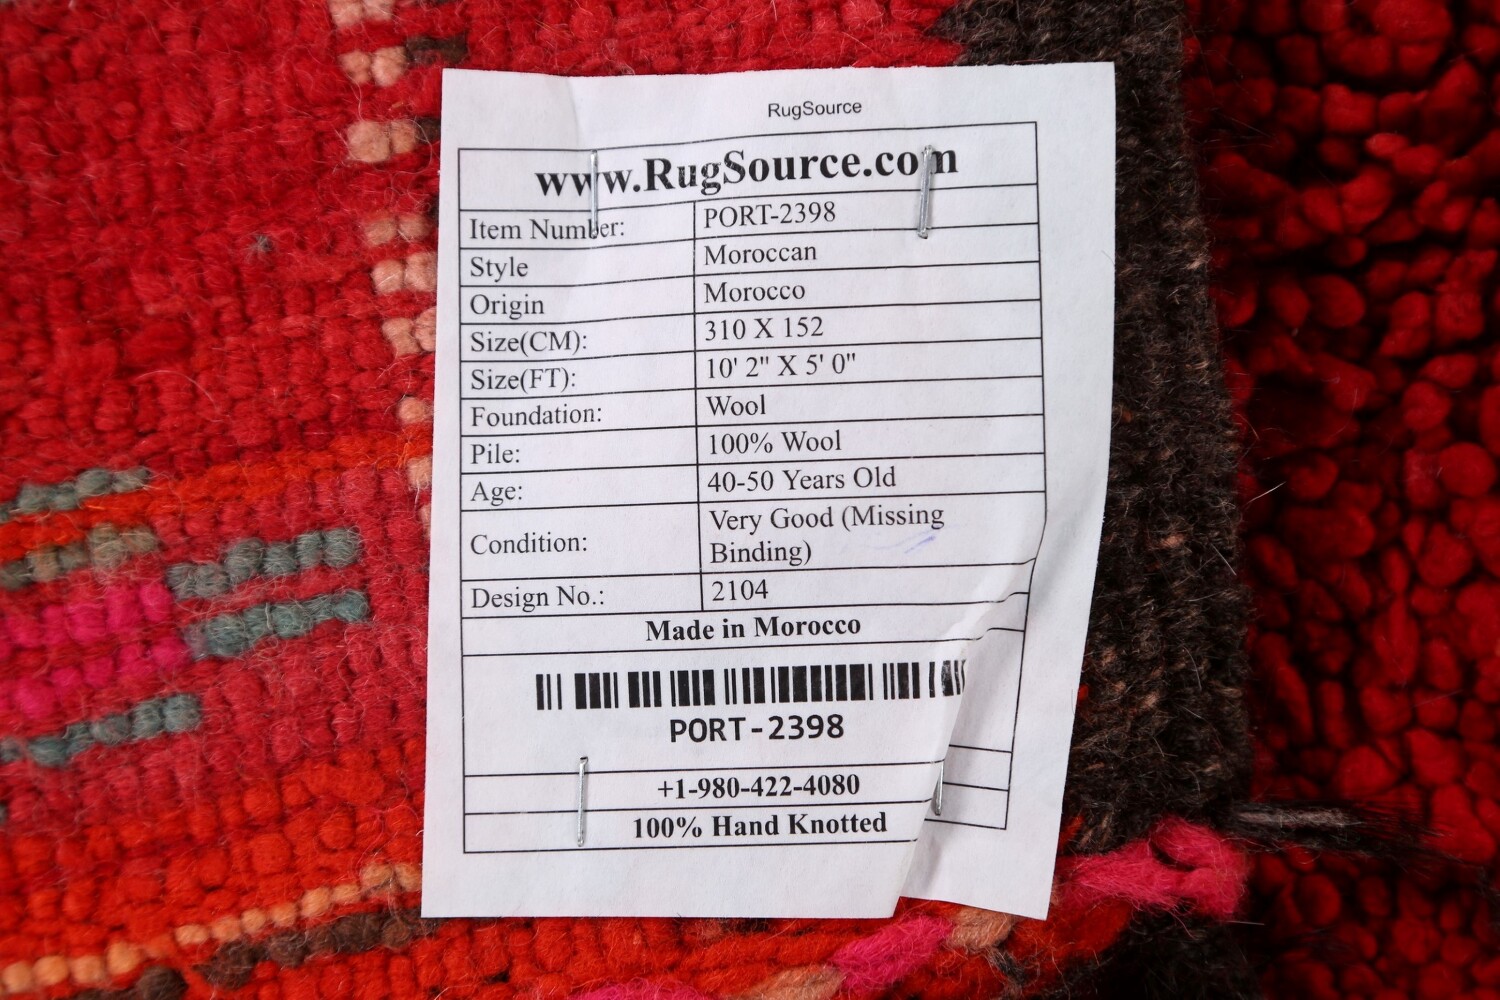 RugSource
www.RugSource.com
Item Number: PORT-2398
Style Moroccan
Origin Morocco
Size(CM): 310 X 152
Size(FT): 10' 2" X 5' 0"
Foundation: Wool
Pile: 100% Wool
Age: 40-50 Years Old
Condition: Very Good (Missing
Binding)
Design No.: 2104
Made in Morocco
PORT-2398
+1-980-422-4080
100% Hand Knotted